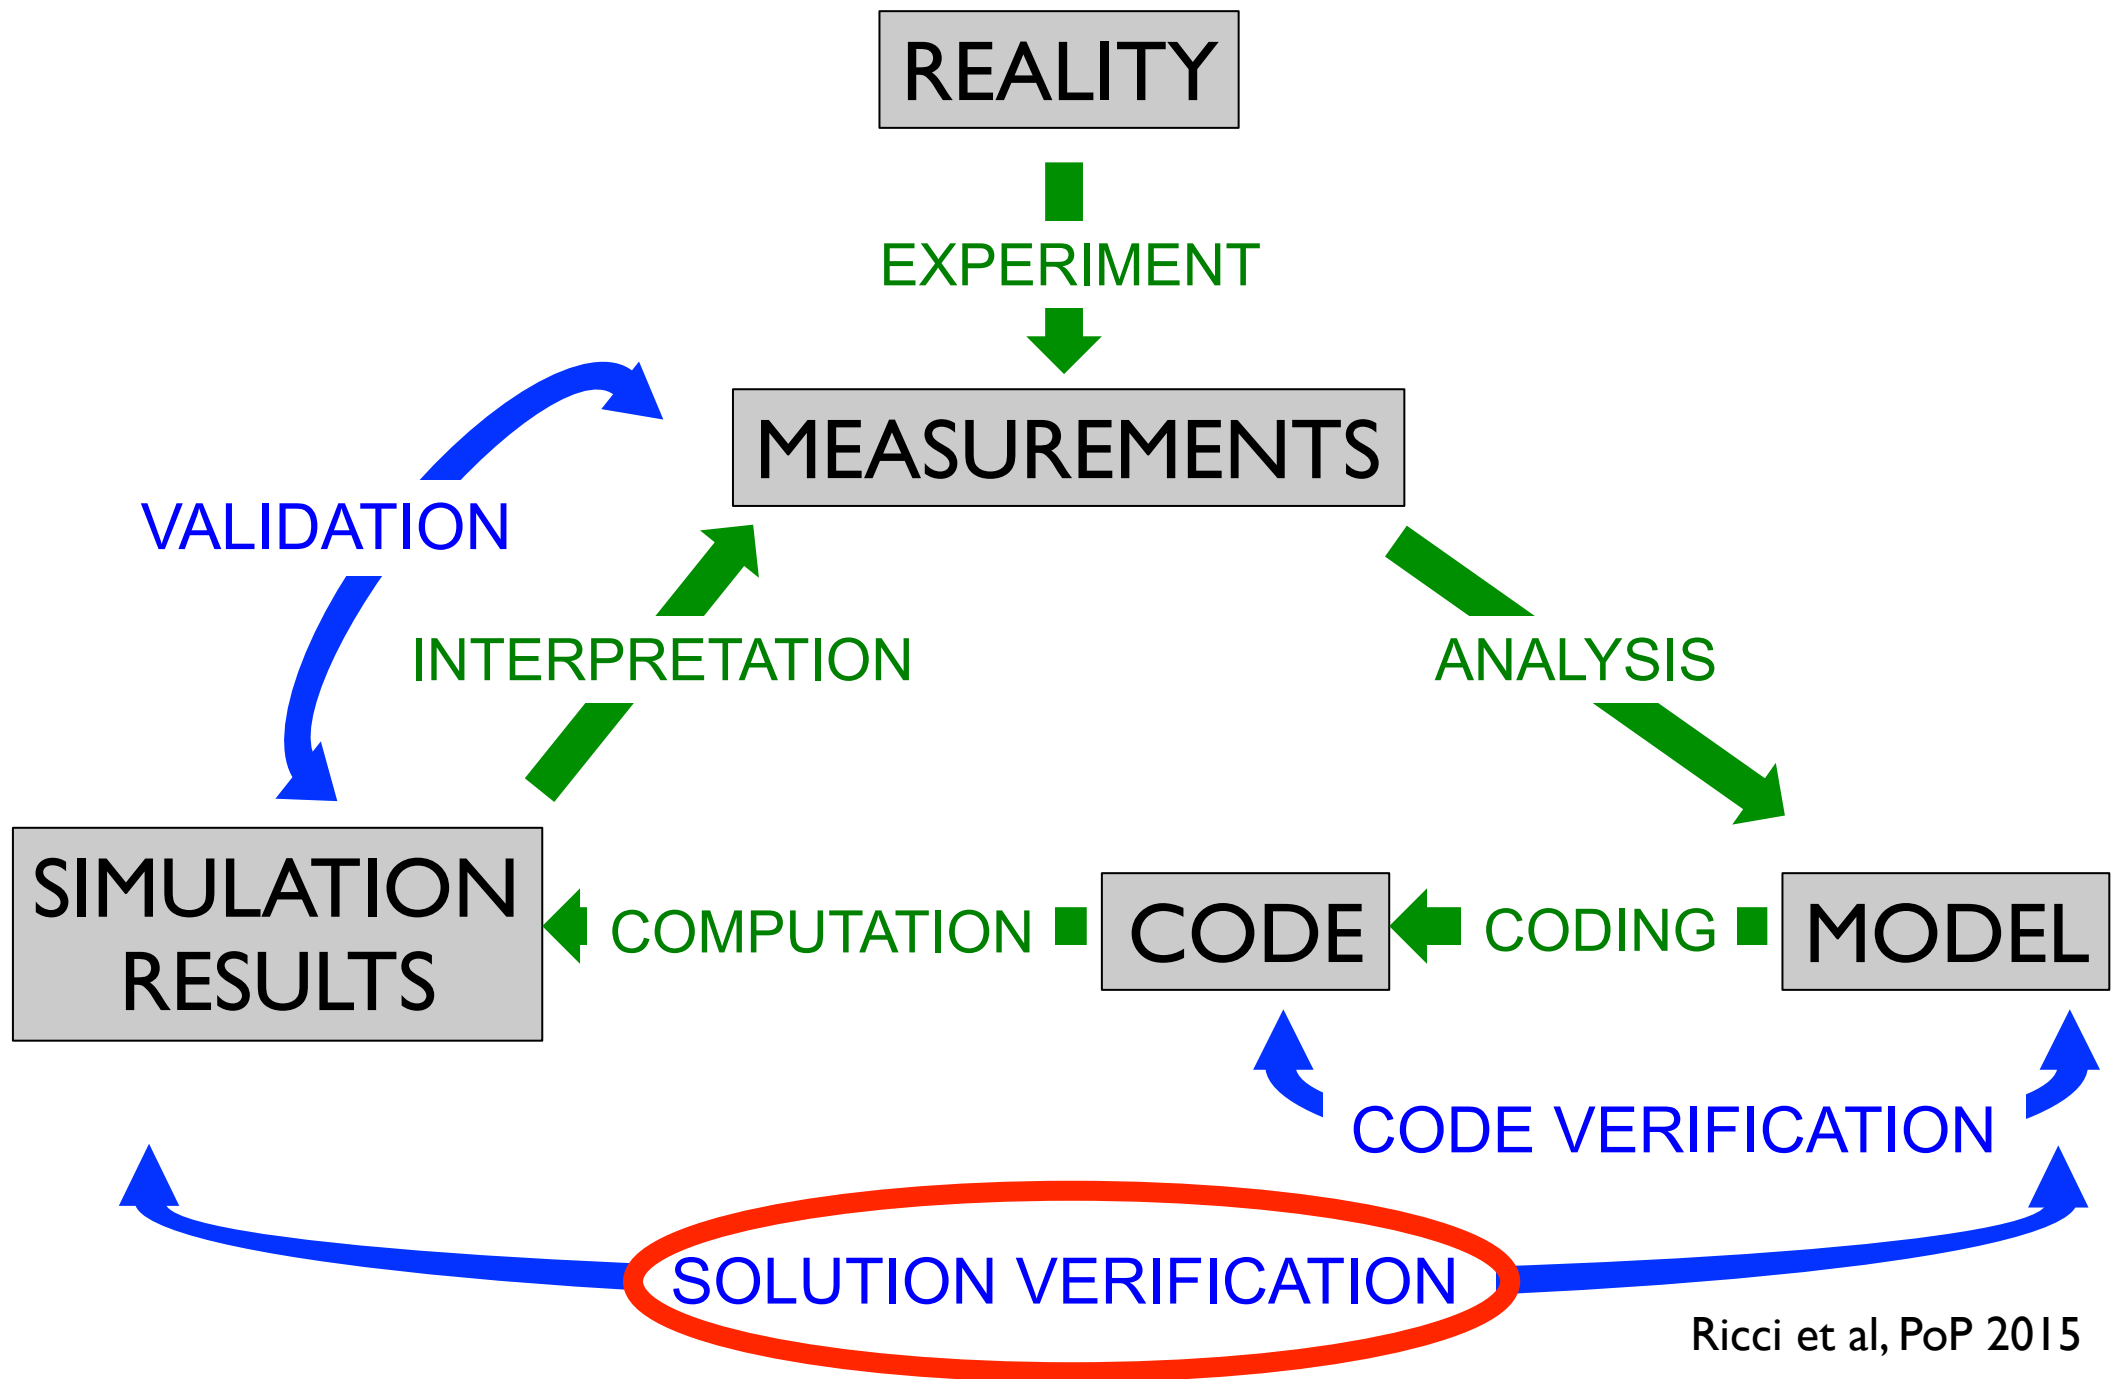 REALITY
EXPERIMENT
MEASUREMENTS
VALIDATION
INTERPRETATION
ANALYSIS
SIMULATION
RESULTS
COMPUTATION
CODE
CODING
MODEL
CODE VERIFICATION
SOLUTION VERIFICATION
Ricci et al, PoP 2015